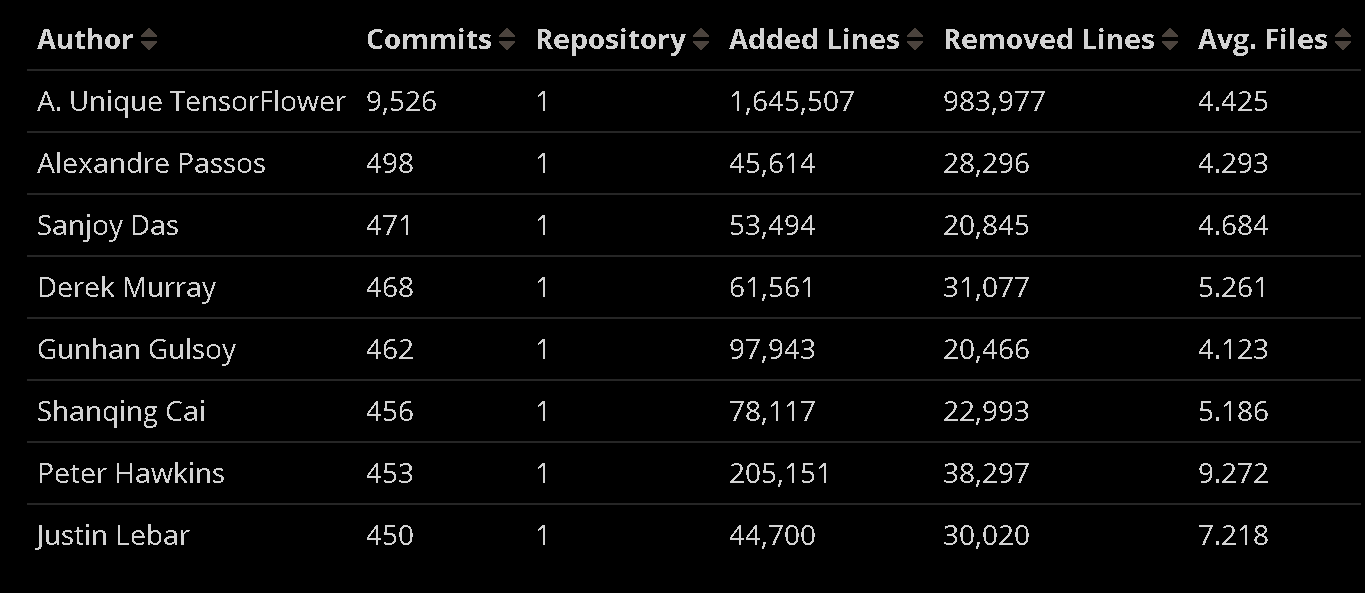 Author Commits Repository Added Lines Removed Lines Avg. Files
A. Unique TensorFlower 9,526 1 1,645,507 983,977 4.425
Alexandre Passos 498 1 45,614 28,296 4.293
Sanjoy Das 471 1 53,494 20,845 4.684
Derek Murray 468 1 61,561 31,077 5.261
Gunhan Gulsoy 462 1 97,943 20,466 4.123
Shanqing Cai 456 1 78,117 22,993 5.186
Peter Hawkins 453 1 205,151 38,297 9.272
Justin Lebar 450 1 44,700 30,020 7.218